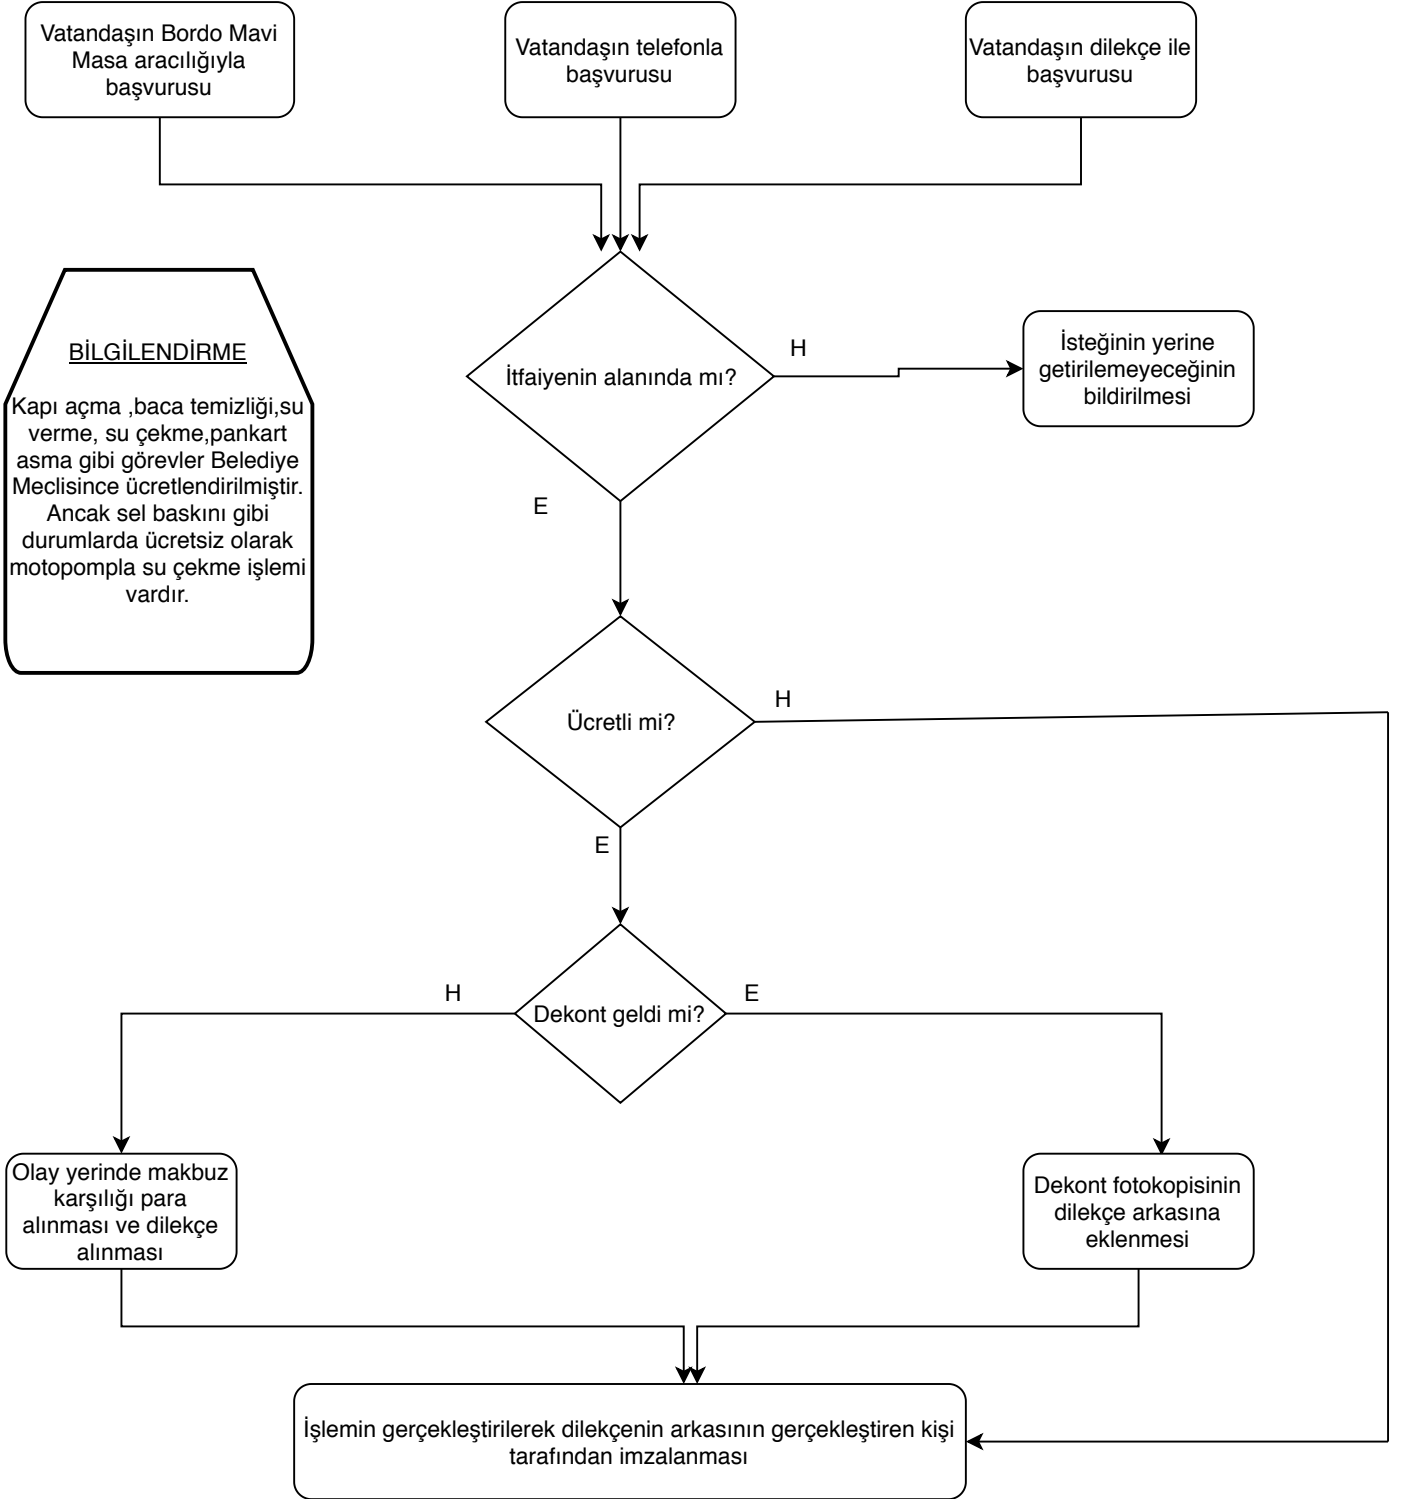 Vatandaşın Bordo Mavi
Masa aracılığıyla
başvurusu
Vatandaşın telefonla
başvurusu
Vatandaşın dilekçe ile
başvurusu
BİLGİLENDİRME
Kapı açma ,baca temizliği,su
verme, su çekme,pankart
asma gibi görevler Belediye
Meclisince ücretlendirilmiştir.
Ancak sel baskını gibi
durumlarda ücretsiz olarak
motopompla su çekme işlemi
vardır.
İtfaiyenin alanında mı?
H
İsteğinin yerine
getirilemeyeceğinin
bildirilmesi
E
Ücretli mi?
H
E
Dekont geldi mi?
H
E
Olay yerinde makbuz
karşılığı para
alınması ve dilekçe
alınması
Dekont fotokopisinin
dilekçe arkasına
eklenmesi
İşlemin gerçekleştirilerek dilekçenin arkasının gerçekleştiren kişi
tarafından imzalanması